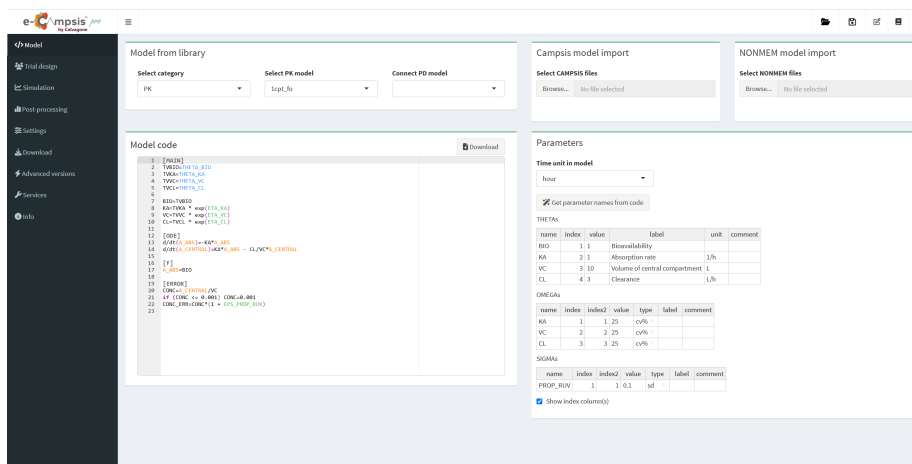 e-Campsis pro
by Calvagone
Model
Trial design
Simulation
Post-processing
Settings
Download
Advanced versions
Services
Info
Model from library
Select category
Select PK model
Connect PD model
PK
1cpt_fo
Campsis model import
Select CAMPSIS files
Browse...
No file selected
NONMEM model import
Select NONMEM files
Browse...
No file selected
Model code
Download
1 [MAIN]
2 TVBIO=THETA_BIO
3 TVKA=THETA_KA
4 TVVC=THETA_VC
5 TVCL=THETA_CL
6
7 BIO=TVBIO
8 KA=TVKA * exp(ETA_KA)
9 VC=TVVC * exp(ETA_VC)
10 CL=TVCL * exp(ETA_CL)
11
12 [ODE]
13 d/dt(A_ABS)=-KA*A_ABS
14 d/dt(A_CENTRAL)=KA*A_ABS - CL/VC*A_CENTRAL
15
16 [F]
17 A_ABS=BIO
18
19 [ERROR]
20 CONC=A_CENTRAL/VC
21 if (CONC <= 0.001) CONC=0.001
22 CONC_ERR=CONC*(1 + EPS_PROP_RUV)
23
Parameters
Time unit in model
hour
Get parameter names from code
THETAs
name index value label unit comment
BIO 1 1 Bioavailability
KA 2 1 Absorption rate 1/h
VC 3 10 Volume of central compartment L
CL 4 3 Clearance L/h
OMEGAs
name index index2 value type label comment
KA 1 1 25 cv%
VC 2 2 25 cv%
CL 3 3 25 cv%
SIGMAs
name index index2 value type label comment
PROP_RUV 1 1 0.1 sd
Show index column(s)